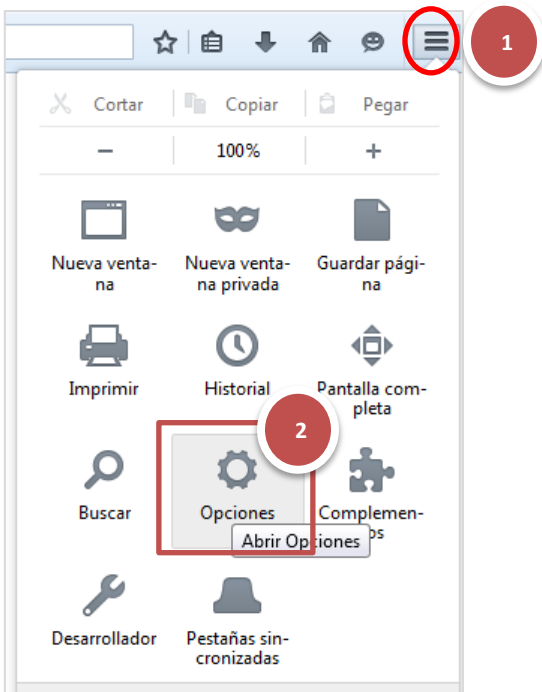 1
Cortar Copiar Pegar
− 100% +
Nueva venta-
na
Nueva venta-
na privada
Guardar pági-
na
Imprimir
Historial
Pantalla com-
pleta
2
Buscar
Opciones
Complemen-
os
Abrir Opciones
Desarrollador
Pestañas sin-
cronizadas